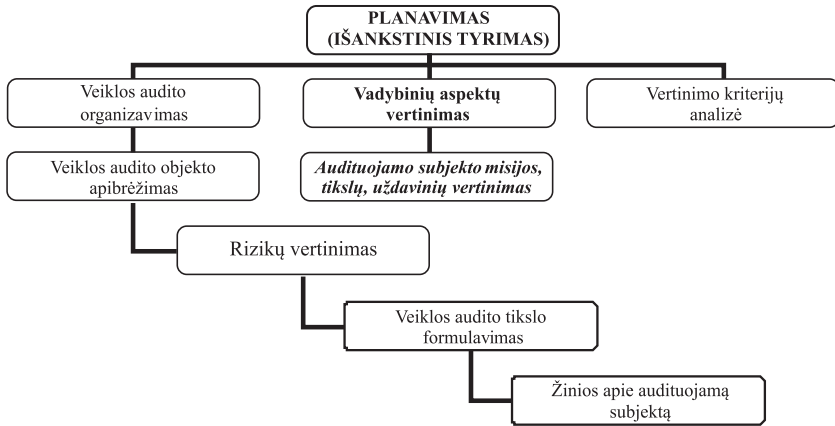 PLANAVIMAS
(IŠANKSTINIS TYRIMAS)
Veiklos audito
organizavimas
Vadybinių aspektų
vertinimas
Vertinimo kriterijų
analizė
Veiklos audito objekto
apibrėžimas
Audituojamo subjekto misijos,
tikslų, uždavinių vertinimas
Rizikų vertinimas
Veiklos audito tikslo
formulavimas
Žinios apie audituojamą
subjektą